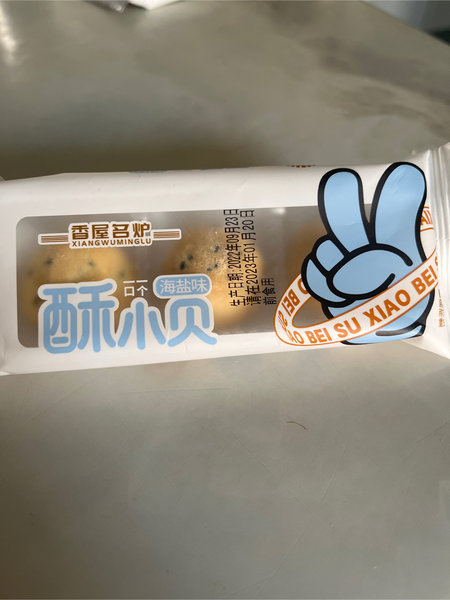 香屋名炉
XIANGWUMINGLU
海盐味
酥小贝
生产日期:2022年09月23日
请在2023年01月20日
前食用
BEI SU XIAO BEI